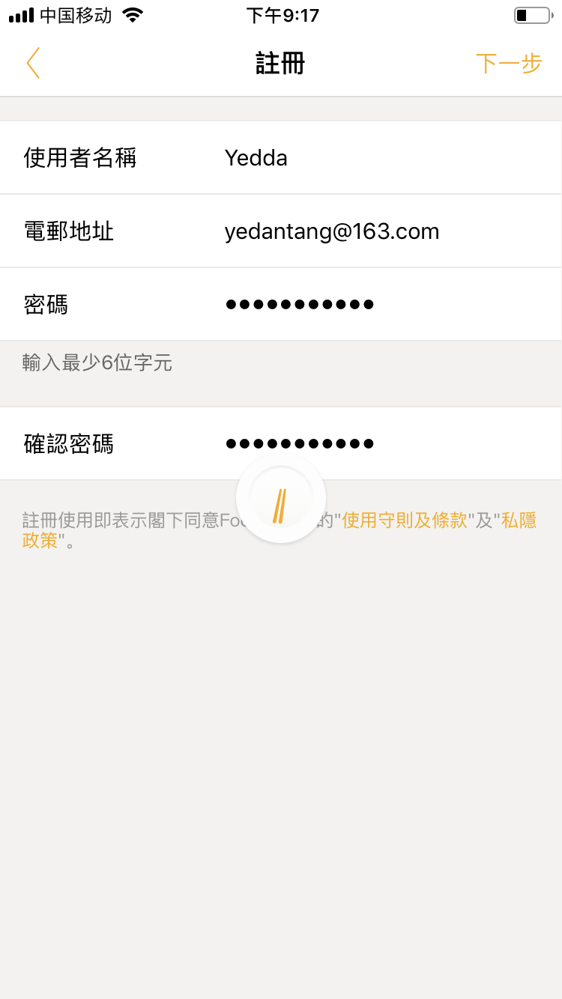 中国移动 下午9:17
註冊 下一步
使用者名稱 Yedda
電郵地址 yedantang@163.com
密碼 •••••••••••
輸入最少6位字元
確認密碼 •••••••••••
註冊使用即表示閣下同意 的"使用守則及條款"及"私隱
政策"。